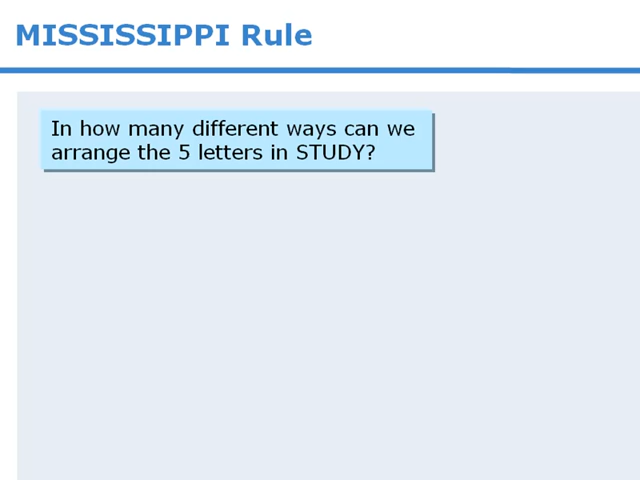 MISSISSIPPI Rule
In how many different ways can we
arrange the 5 letters in STUDY?